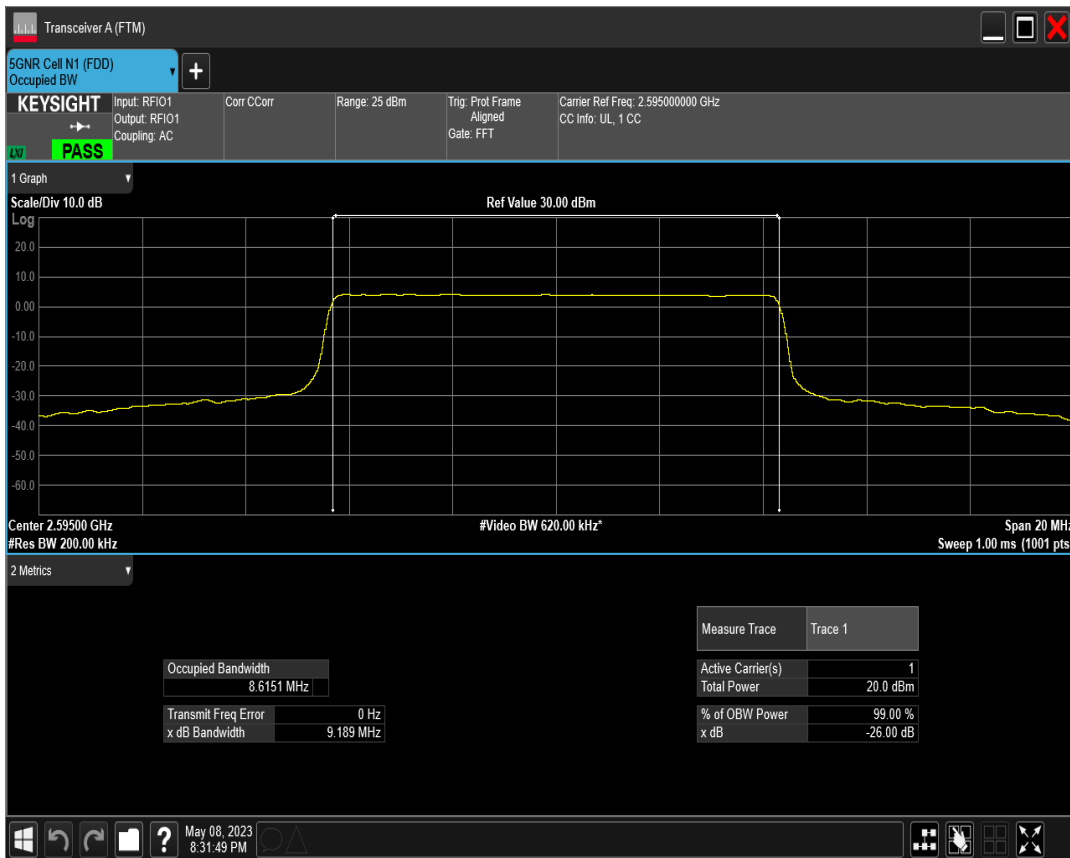 Transceiver A (FTM)
5GNR Cell N1 (FDD)
Occupied BW
+
KEYSIGHT
LXI
PASS
Input: RFIO1
Output: RFIO1
Coupling: AC
Corr CCorr
Range: 25 dBm
Trig: Prot Frame
Aligned
Gate: FFT
Carrier Ref Freq: 2.595000000 GHz
CC Info: UL, 1 CC
1 Graph
Scale/Div 10.0 dB
Ref Value 30.00 dBm
Log
20.0
10.0
0.00
-10.0
-20.0
-30.0
-40.0
-50.0
-60.0
Center 2.59500 GHz
#Video BW 620.00 kHz*
Span 20 MHz
#Res BW 200.00 kHz
Sweep 1.00 ms (1001 pts
2 Metrics
Measure Trace Trace 1
Occupied Bandwidth
8.6151 MHz
Active Carrier(s) 1
Total Power 20.0 dBm
Transmit Freq Error 0 Hz
x dB Bandwidth 9.189 MHz
% of OBW Power 99.00 %
x dB -26.00 dB
?
May 08, 2023
8:31:49 PM